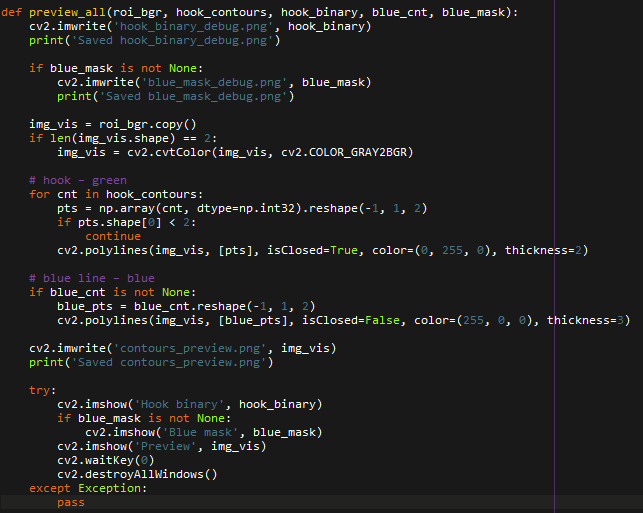 def preview_all(roi_bgr, hook_contours, hook_binary, blue_cnt, blue_mask):
    cv2.imwrite('hook_binary_debug.png', hook_binary)
    print('Saved hook_binary_debug.png')

    if blue_mask is not None:
        cv2.imwrite('blue_mask_debug.png', blue_mask)
        print('Saved blue_mask_debug.png')

    img_vis = roi_bgr.copy()
    if len(img_vis.shape) == 2:
        img_vis = cv2.cvtColor(img_vis, cv2.COLOR_GRAY2BGR)

    # hook – green
    for cnt in hook_contours:
        pts = np.array(cnt, dtype=np.int32).reshape(-1, 1, 2)
        if pts.shape[0] < 2:
            continue
        cv2.polylines(img_vis, [pts], isClosed=True, color=(0, 255, 0), thickness=2)

    # blue line – blue
    if blue_cnt is not None:
        blue_pts = blue_cnt.reshape(-1, 1, 2)
        cv2.polylines(img_vis, [blue_pts], isClosed=False, color=(255, 0, 0), thickness=3)

    cv2.imwrite('contours_preview.png', img_vis)
    print('Saved contours_preview.png')

    try:
        cv2.imshow('Hook binary', hook_binary)
        if blue_mask is not None:
            cv2.imshow('Blue mask', blue_mask)
        cv2.imshow('Preview', img_vis)
        cv2.waitKey(0)
        cv2.destroyAllWindows()
    except Exception:
        pass